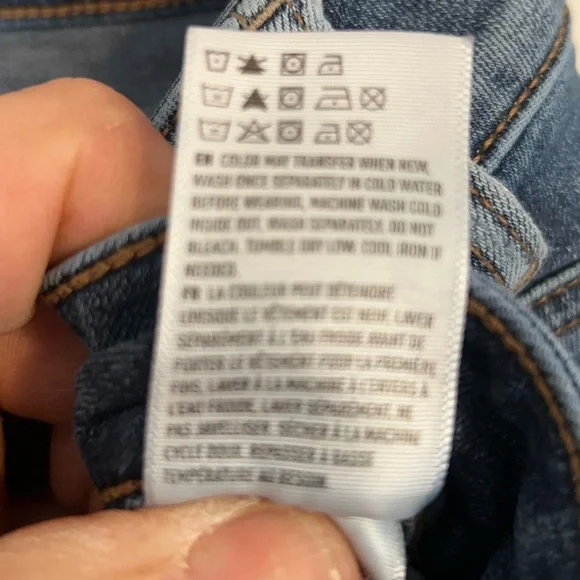 EN COLOR MAY TRANSFER WHEN NEW,
WASH ONCE SEPARATELY IN COLD WATER
BEFORE WEARING, MACHINE WASH COLD
INSIDE OUT, WASH SEPARATELY. DO NOT
BLEACH. TUMBLE DRY LOW. COOL IRON IF
NEEDED.
FR LA COULEUR PEUT DÉTEINDRE
LORSQUE LE VÊTEMENT EST NEUF. LAVER
SÉPARÉMENT À L'EAU FROIDE AVANT DE
PORTER LE VÊTEMENT POUR LA PREMIÈRE
FOIS. LAVER À LA MACHINE À L'ENVERS À
L'EAU FROIDE, LAVER SÉPARÉMENT. NE
PAS JAVELLISER. SÉCHER À LA MACHINE
CYCLE DOUX. REPASSER À BASSE
TEMPÉRATURE AU BESOIN.